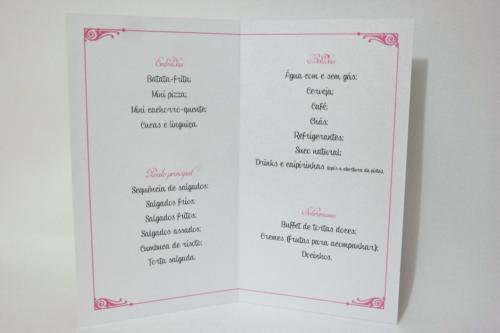 Entradas
Batata-frita;
Mini pizza;
Mini cachorro-quente;
Cucas e linguiça.
Prato principal
Sequência de salgados:
Salgados frios;
Salgados fritos;
Salgados assados;
Cumbuca de risoto;
Torta salgada.
Bebidas
Água com e sem gás;
Cerveja;
Café;
Chás;
Refrigerantes;
Suco natural;
Drinks e caipirinhas (após a abertura da pista).
Sobremesas
Buffet de tortas doces;
Cremes (frutas para acompanhar);
Docinhos.